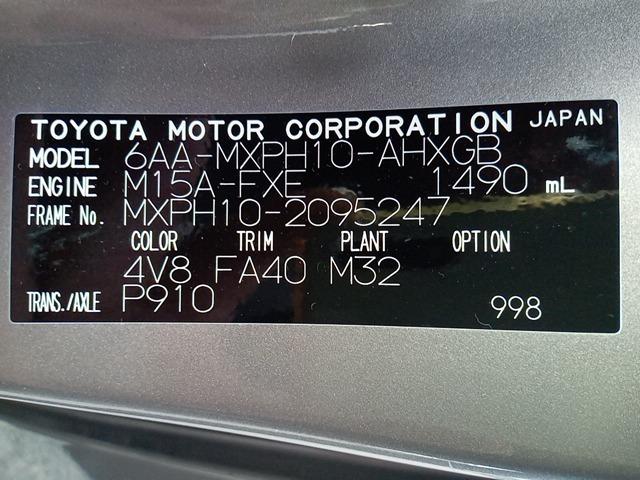 TOYOTA MOTOR CORPORATION JAPAN
MODEL 6AA-MXPH10-AHXGB
ENGINE M15A-FXE 1490 mL
FRAME No. MXPH10-2095247
COLOR TRIM PLANT OPTION
4V8 FA40 M32
TRANS./AXLE P910 998